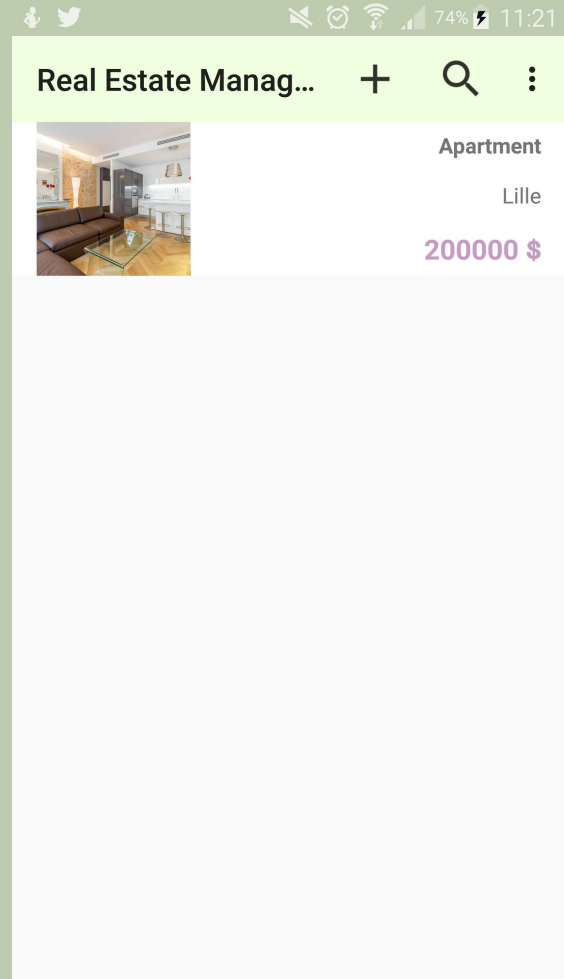 74% 11:21
Real Estate Manag...
Apartment
Lille
200000 $